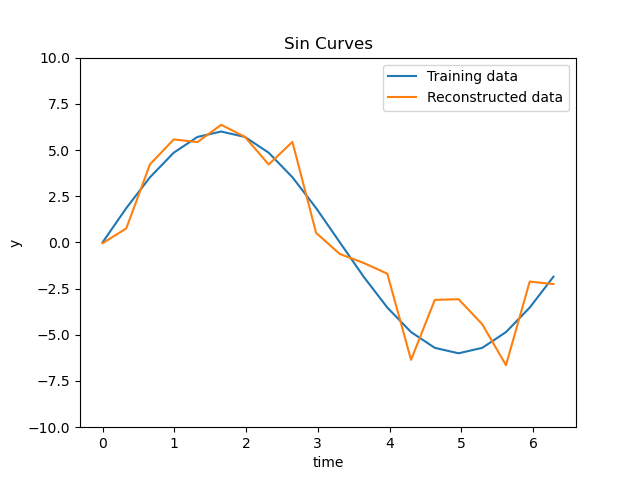 Sin Curves
Training data
Reconstructed data
10.0
7.5
5.0
2.5
0.0
−2.5
−5.0
−7.5
−10.0
y
0 1 2 3 4 5 6
time